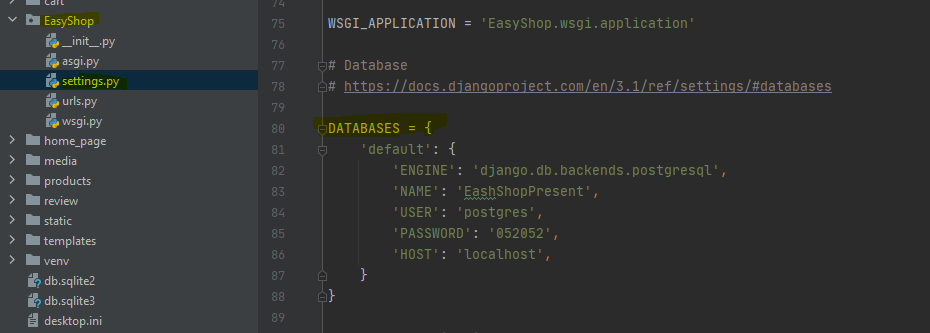 cart
EasyShop
__init__.py
asgi.py
settings.py
urls.py
wsgi.py
home_page
media
products
review
static
templates
venv
db.sqlite2
db.sqlite3
desktop.ini
74
75 WSGI_APPLICATION = 'EasyShop.wsgi.application'
76
77 # Database
78 # https://docs.djangoproject.com/en/3.1/ref/settings/#databases
79
80 DATABASES = {
81 'default': {
82 'ENGINE': 'django.db.backends.postgresql',
83 'NAME': 'EashShopPresent',
84 'USER': 'postgres',
85 'PASSWORD': '052052',
86 'HOST': 'localhost',
87 }
88 }
89